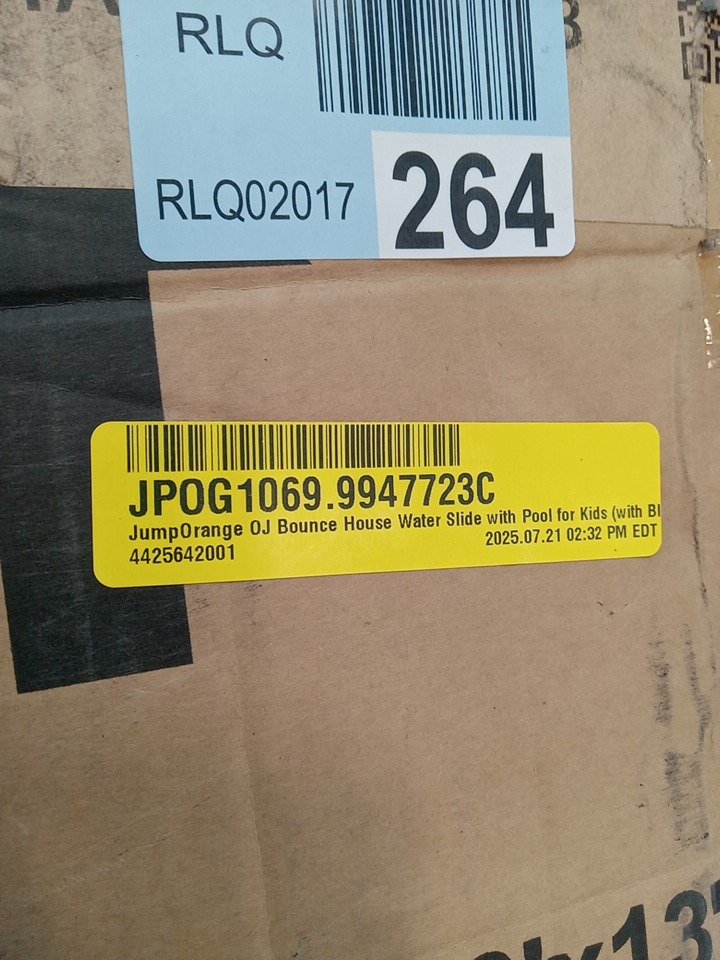 RLQ
RLQ02017
264
JPOG1069.9947723C
JumpOrange OJ Bounce House Water Slide with Pool for Kids (with Bl
2025.07.21 02:32 PM EDT
4425642001